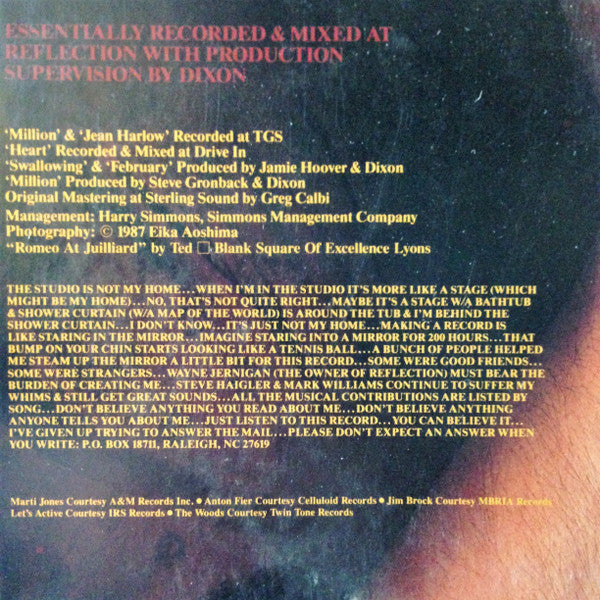 ESSENTIALLY RECORDED & MIXED AT
REFLECTION WITH PRODUCTION
SUPERVISION BY DIXON
'Million' & 'Jean Harlow' Recorded at TGS
'Heart' Recorded & Mixed at Drive In
'Swallowing' & 'February' Produced by Jamie Hoover & Dixon
'Million' Produced by Steve Gronback & Dixon
Original Mastering at Sterling Sound by Greg Calbi
Management: Harry Simmons, Simmons Management Company
Photography: © 1987 Eika Aoshima
"Romeo At Juilliard" by Ted □ Blank Square Of Excellence Lyons
THE STUDIO IS NOT MY HOME...WHEN I'M IN THE STUDIO IT'S MORE LIKE A STAGE (WHICH
MIGHT BE MY HOME)...NO, THAT'S NOT QUITE RIGHT...MAYBE IT'S A STAGE W/A BATHTUB
& SHOWER CURTAIN (W/A MAP OF THE WORLD) IS AROUND THE TUB & I'M BEHIND THE
SHOWER CURTAIN...I DON'T KNOW...IT'S JUST NOT MY HOME...MAKING A RECORD IS
LIKE STARING IN THE MIRROR...IMAGINE STARING INTO A MIRROR FOR 200 HOURS...THAT
BUMP ON YOUR CHIN STARTS LOOKING LIKE A TENNIS BALL...A BUNCH OF PEOPLE HELPED
ME STEAM UP THE MIRROR A LITTLE BIT FOR THIS RECORD...SOME WERE GOOD FRIENDS...
SOME WERE STRANGERS...WAYNE JERNIGAN (THE OWNER OF REFLECTION) MUST BEAR THE
BURDEN OF CREATING ME...STEVE HAIGLER & MARK WILLIAMS CONTINUE TO SUFFER MY
WHIMS & STILL GET GREAT SOUNDS...ALL THE MUSICAL CONTRIBUTIONS ARE LISTED BY
SONG...DON'T BELIEVE ANYTHING YOU READ ABOUT ME...DON'T BELIEVE ANYTHING
ANYONE TELLS YOU ABOUT ME...JUST LISTEN TO THIS RECORD...YOU CAN BELIEVE IT...
I'VE GIVEN UP TRYING TO ANSWER THE MAIL...PLEASE DON'T EXPECT AN ANSWER WHEN
YOU WRITE: P.O. BOX 18711, RALEIGH, NC 27619
Marti Jones Courtesy A&M Records Inc. ● Anton Fier Courtesy Celluloid Records ● Jim Brock Courtesy MBRIA Records
Let's Active Courtesy IRS Records ● The Woods Courtesy Twin Tone Records